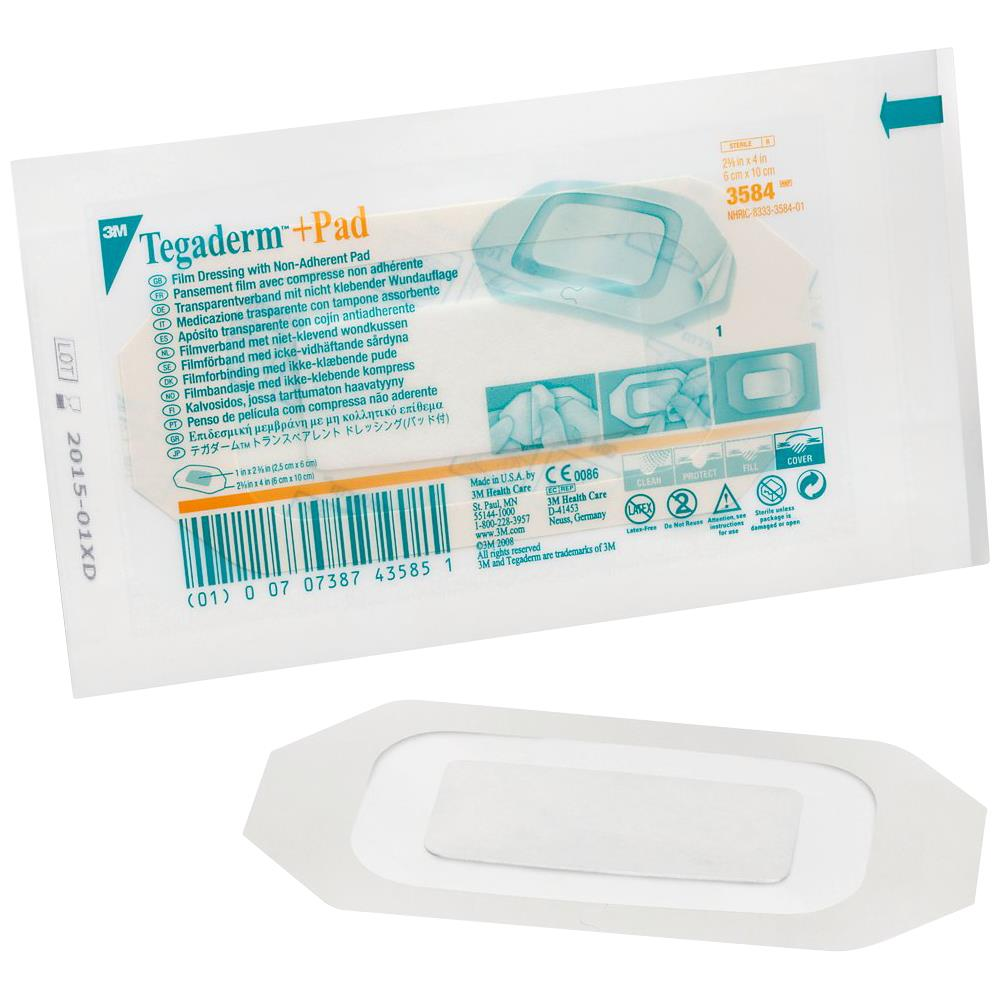 STERILE R
2⅜ in x 4 in
6 cm x 10 cm
3584 REF
NHRIC-8333-3584-01
3M Tegaderm™ +Pad
GB Film Dressing with Non-Adherent Pad
FR Pansement film avec compresse non adhérente
DE Transparentverband mit nicht klebender Wundauflage
IT Medicazione trasparente con tampone assorbente
ES Apósito transparente con cojín antiadherente
NL Filmverband met niet-klevend wondkussen
SE Filmförband med icke-vidhäftande sårdyna
DK Filmforbinding med ikke-klæbende pude
NO Filmbandasje med ikke-klebende kompress
FI Kalvosidos, jossa tarttumaton haavatyyny
PT Penso de película com compressa não aderente
GR Επιδεσμική μεμβράνη με μη κολλητικό επίθεμα
JP テガダーム™トランスペアレント ドレッシング(パッド付)
1 in x 2⅜ in (2,5 cm x 6 cm)
2⅜ in x 4 in (6 cm x 10 cm)
1
CLEAN PROTECT FILL COVER
Made in U.S.A. by
3M Health Care
St. Paul, MN
55144-1000
1-800-228-3957
www.3M.com
©3M 2008
All rights reserved
3M and Tegaderm are trademarks of 3M
CE 0086
EC REP
3M Health Care
D-41453
Neuss, Germany
LATEX
Latex-Free
2
Do Not Reuse
Attention, see
instructions
for use
Sterile unless
package is
damaged or open
(01) 0 07 07387 43585 1
LOT
2015-01XD